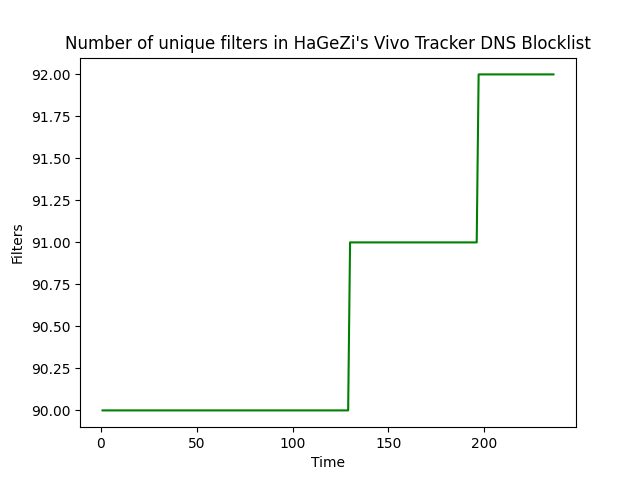 Number of unique filters in HaGeZi's Vivo Tracker DNS Blocklist
92.00
91.75
91.50
91.25
91.00
90.75
90.50
90.25
90.00
Filters
0 50 100 150 200
Time